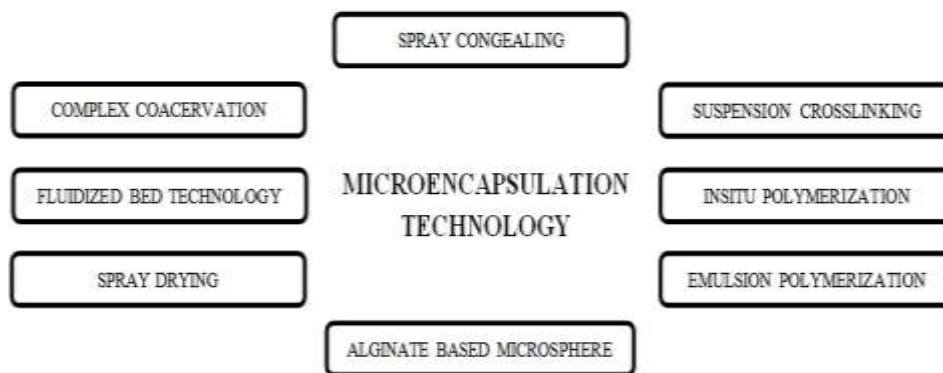 SPRAY CONGEALING
COMPLEX COACERVATION
SUSPENSION CROSSLINKING
FLUIDIZED BED TECHNOLOGY
MICROENCAPSULATION
TECHNOLOGY
INSITU POLYMERIZATION
SPRAY DRYING
EMULSION POLYMERIZATION
ALGINATE BASED MICROSPHERE